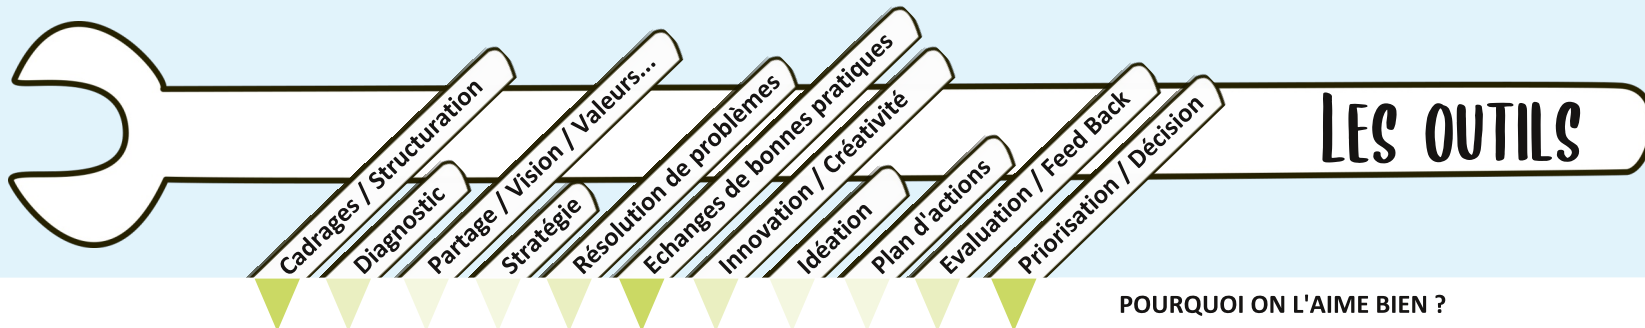 Cadrages / Structuration
Diagnostic
Partage / Vision / Valeurs...
Stratégie
Résolution de problèmes
Echanges de bonnes pratiques
Innovation / Créativité
Idéation
Plan d'actions
Evaluation / Feed Back
Priorisation / Décision
LES OUTILS
POURQUOI ON L'AIME BIEN ?